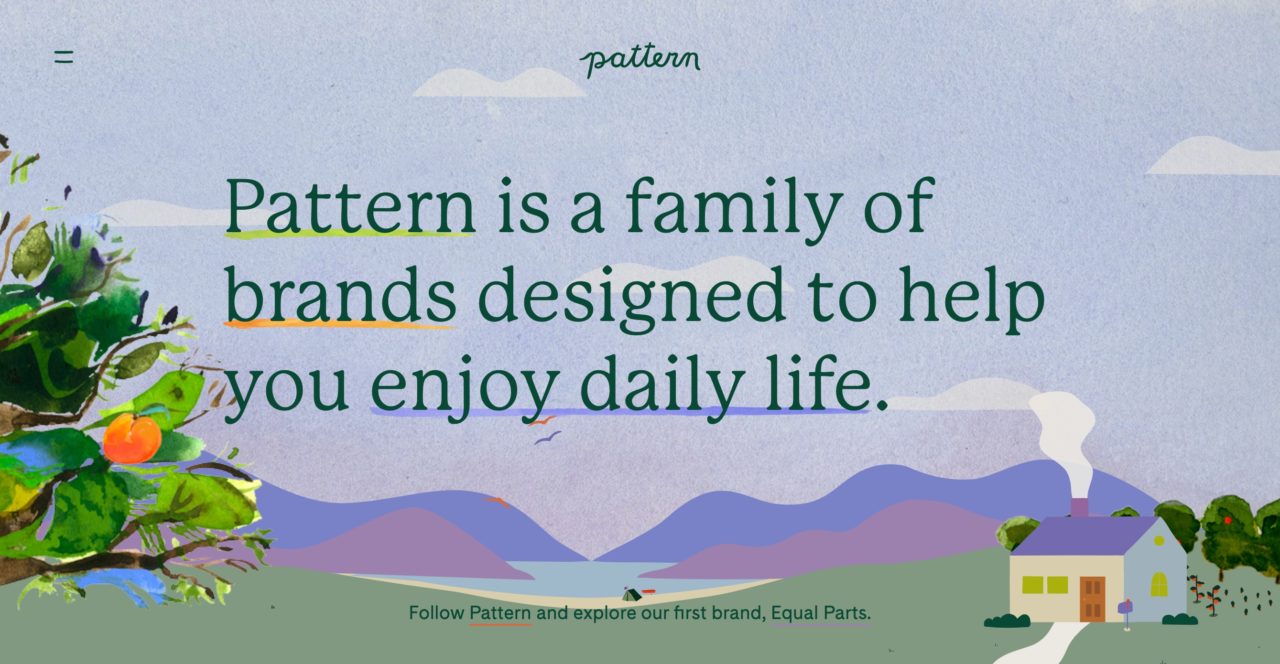 pattern
Pattern is a family of
brands designed to help
you enjoy daily life.
Follow Pattern and explore our first brand, Equal Parts.